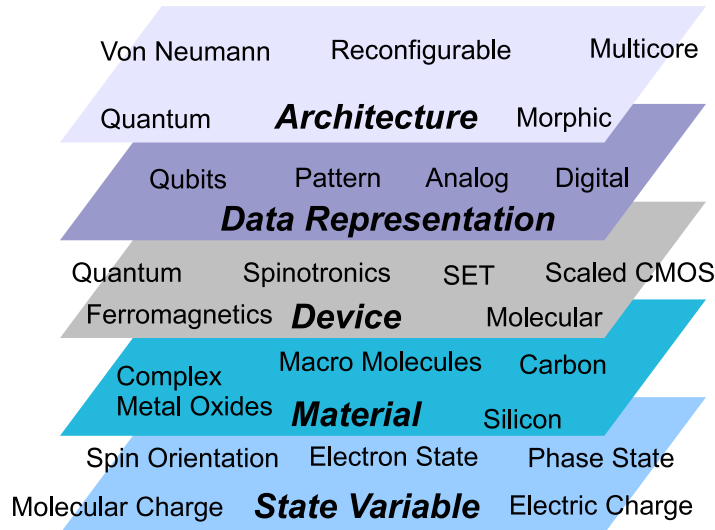 Von Neumann Reconfigurable Multicore
Quantum Architecture Morphic
Qubits Pattern Analog Digital
Data Representation
Quantum Spinotronics SET Scaled CMOS
Ferromagnetics Device Molecular
Macro Molecules Carbon
Complex
Metal Oxides Material Silicon
Spin Orientation Electron State Phase State
Molecular Charge State Variable Electric Charge